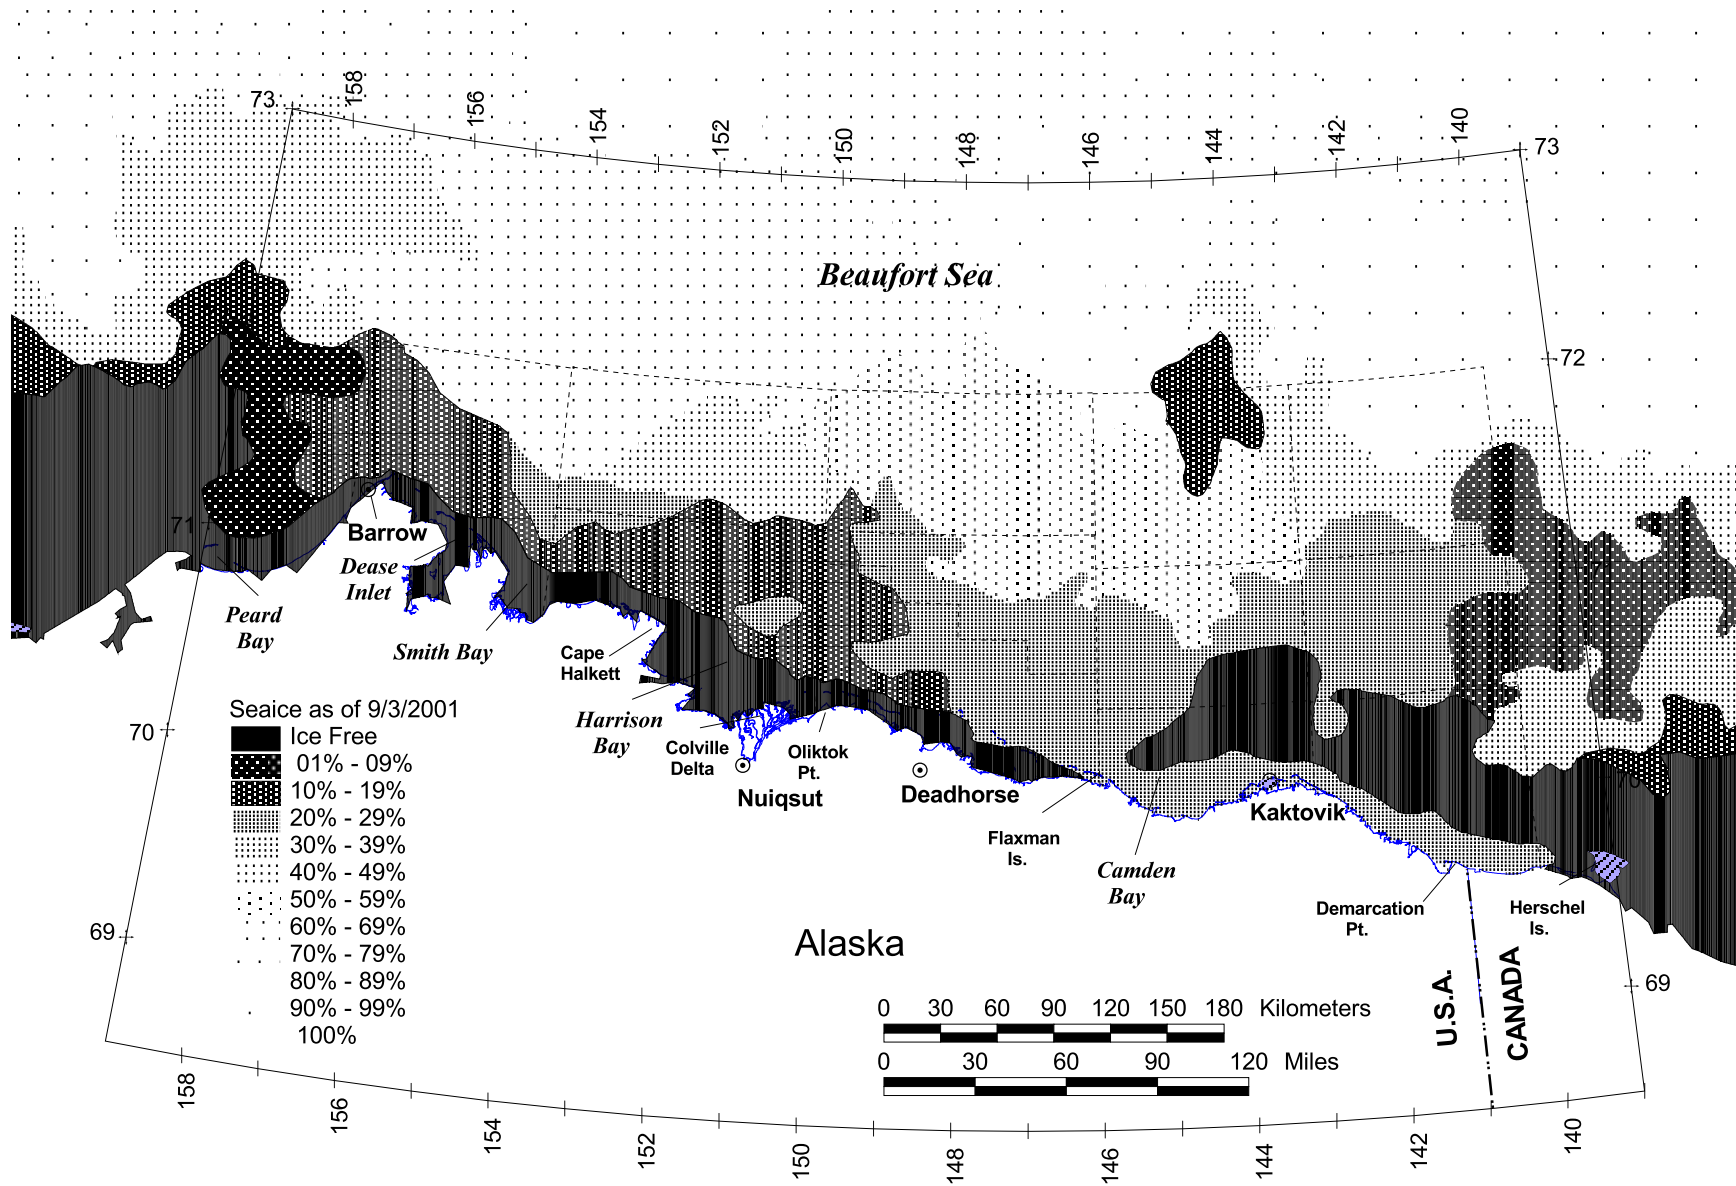 158
156
154
152
150
148
146
144
142
140
73
73
Beaufort Sea
72
71
Barrow
Dease
Inlet
Peard
Bay
Smith Bay
Cape
Halkett
Harrison
Bay
Colville
Delta
Oliktok
Pt.
Nuiqsut
Deadhorse
Flaxman
Is.
Kaktovik
Camden
Bay
Demarcation
Pt.
Herschel
Is.
70
70
Seaice as of 9/3/2001
Ice Free
01% - 09%
10% - 19%
20% - 29%
30% - 39%
40% - 49%
50% - 59%
60% - 69%
70% - 79%
80% - 89%
90% - 99%
100%
69
69
Alaska
U.S.A.
CANADA
0 30 60 90 120 150 180 Kilometers
0 30 60 90 120 Miles
158
156
154
152
150
148
146
144
142
140